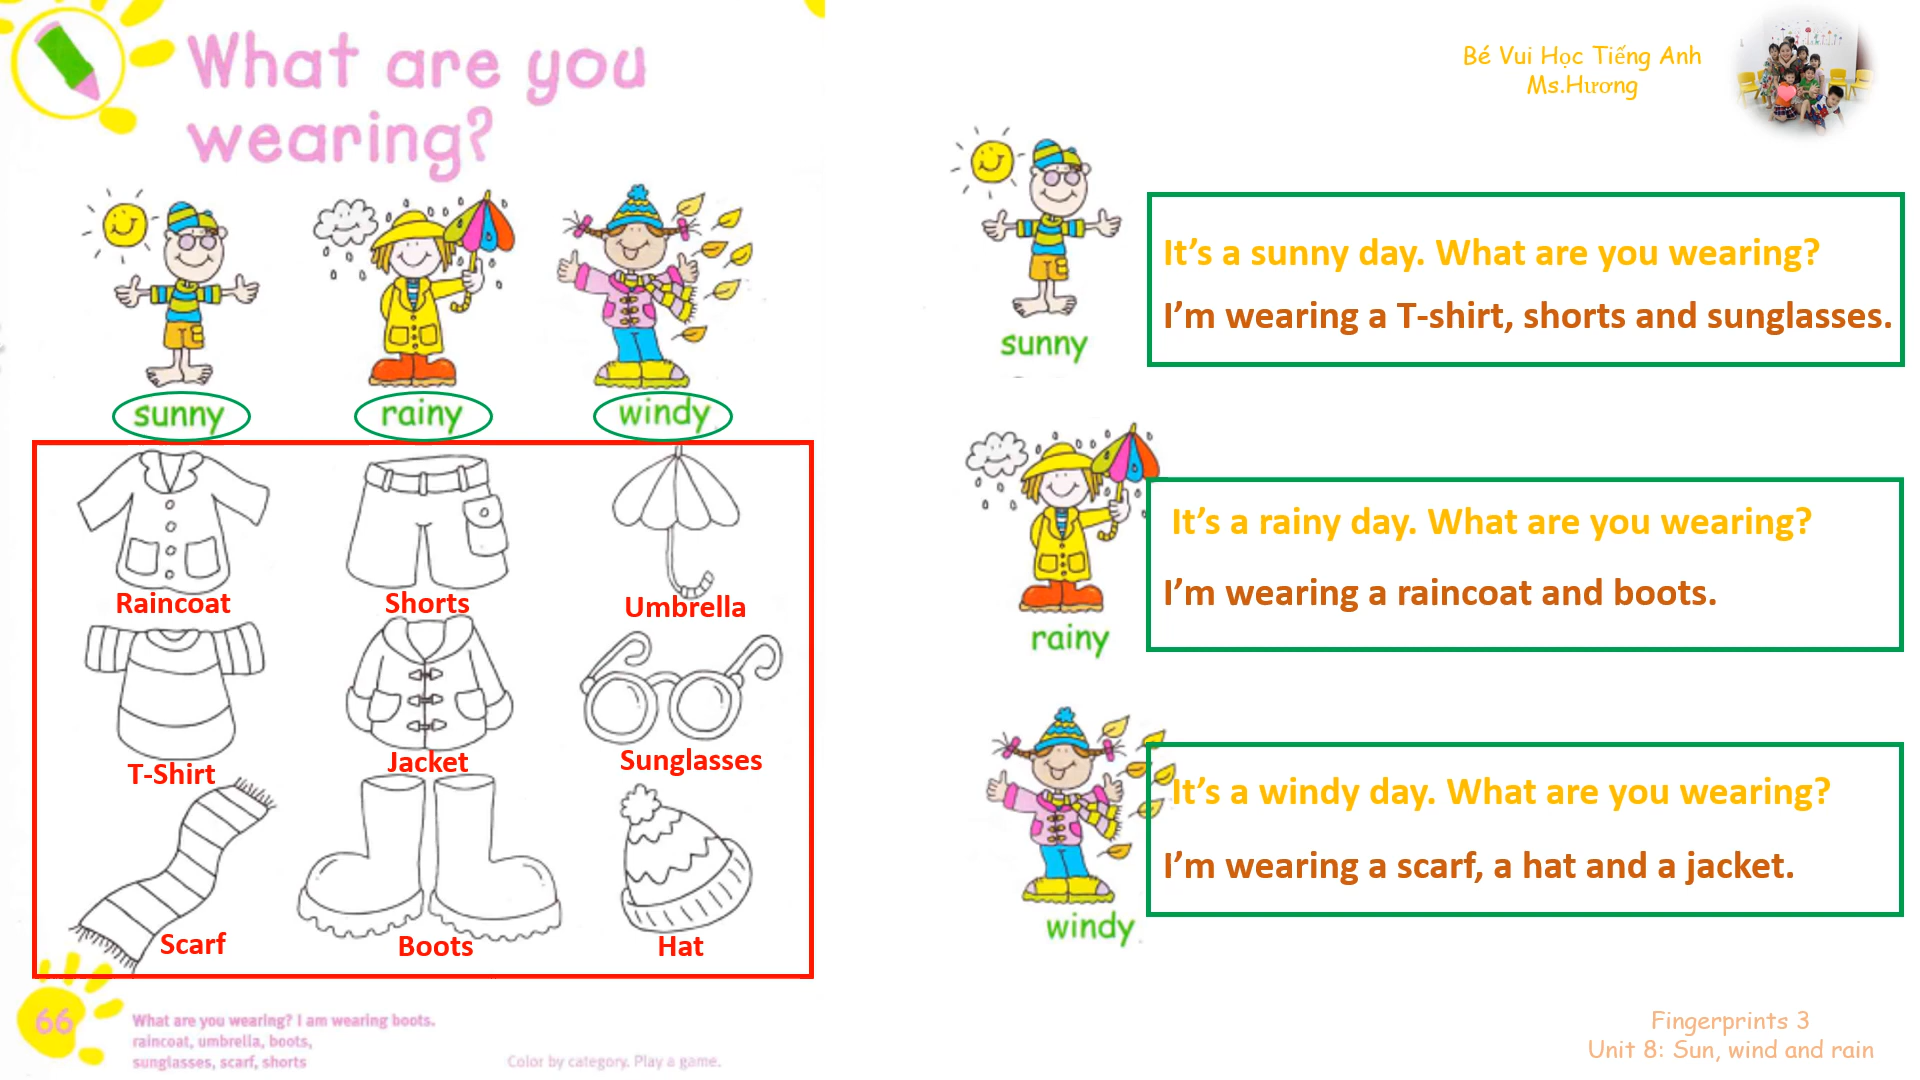 What are you
wearing?
sunny
rainy
windy
Raincoat
Shorts
Umbrella
T-Shirt
Jacket
Sunglasses
Scarf
Boots
Hat
66
What are you wearing? I am wearing boots.
raincoat, umbrella, boots,
sunglasses, scarf, shorts
Color by category. Play a game.
Bé Vui Học Tiếng Anh
Ms.Hương
sunny
It’s a sunny day. What are you wearing?
I’m wearing a T-shirt, shorts and sunglasses.
rainy
It’s a rainy day. What are you wearing?
I’m wearing a raincoat and boots.
windy
It’s a windy day. What are you wearing?
I’m wearing a scarf, a hat and a jacket.
Fingerprints 3
Unit 8: Sun, wind and rain